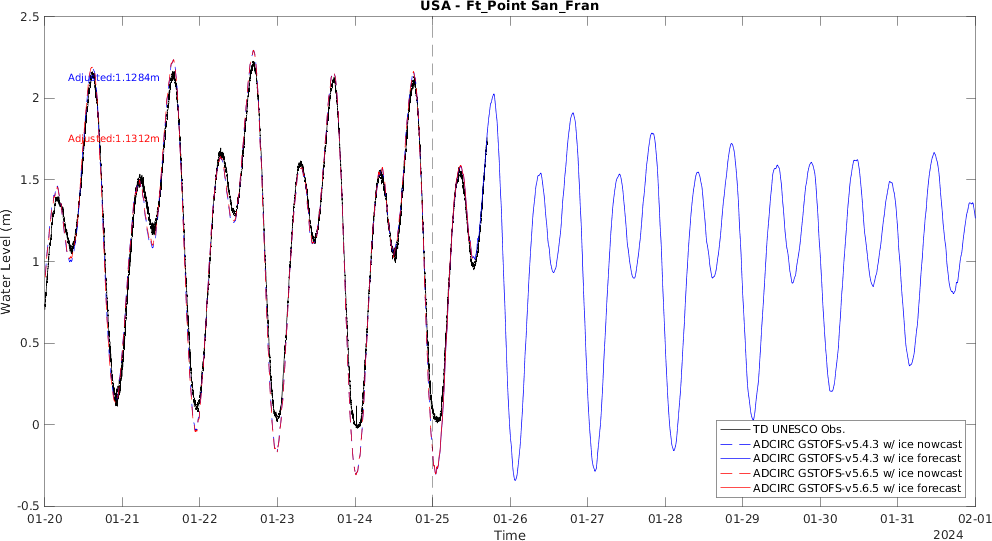 USA - Ft_Point San_Fran
2.5
2
1.5
1
0.5
0
-0.5
Water Level (m)
Adjusted:1.1284m
Adjusted:1.1312m
TD UNESCO Obs.
ADCIRC GSTOFS-v5.4.3 w/ ice nowcast
ADCIRC GSTOFS-v5.4.3 w/ ice forecast
ADCIRC GSTOFS-v5.6.5 w/ ice nowcast
ADCIRC GSTOFS-v5.6.5 w/ ice forecast
01-20 01-21 01-22 01-23 01-24 01-25 01-26 01-27 01-28 01-29 01-30 01-31 02-01
Time
2024